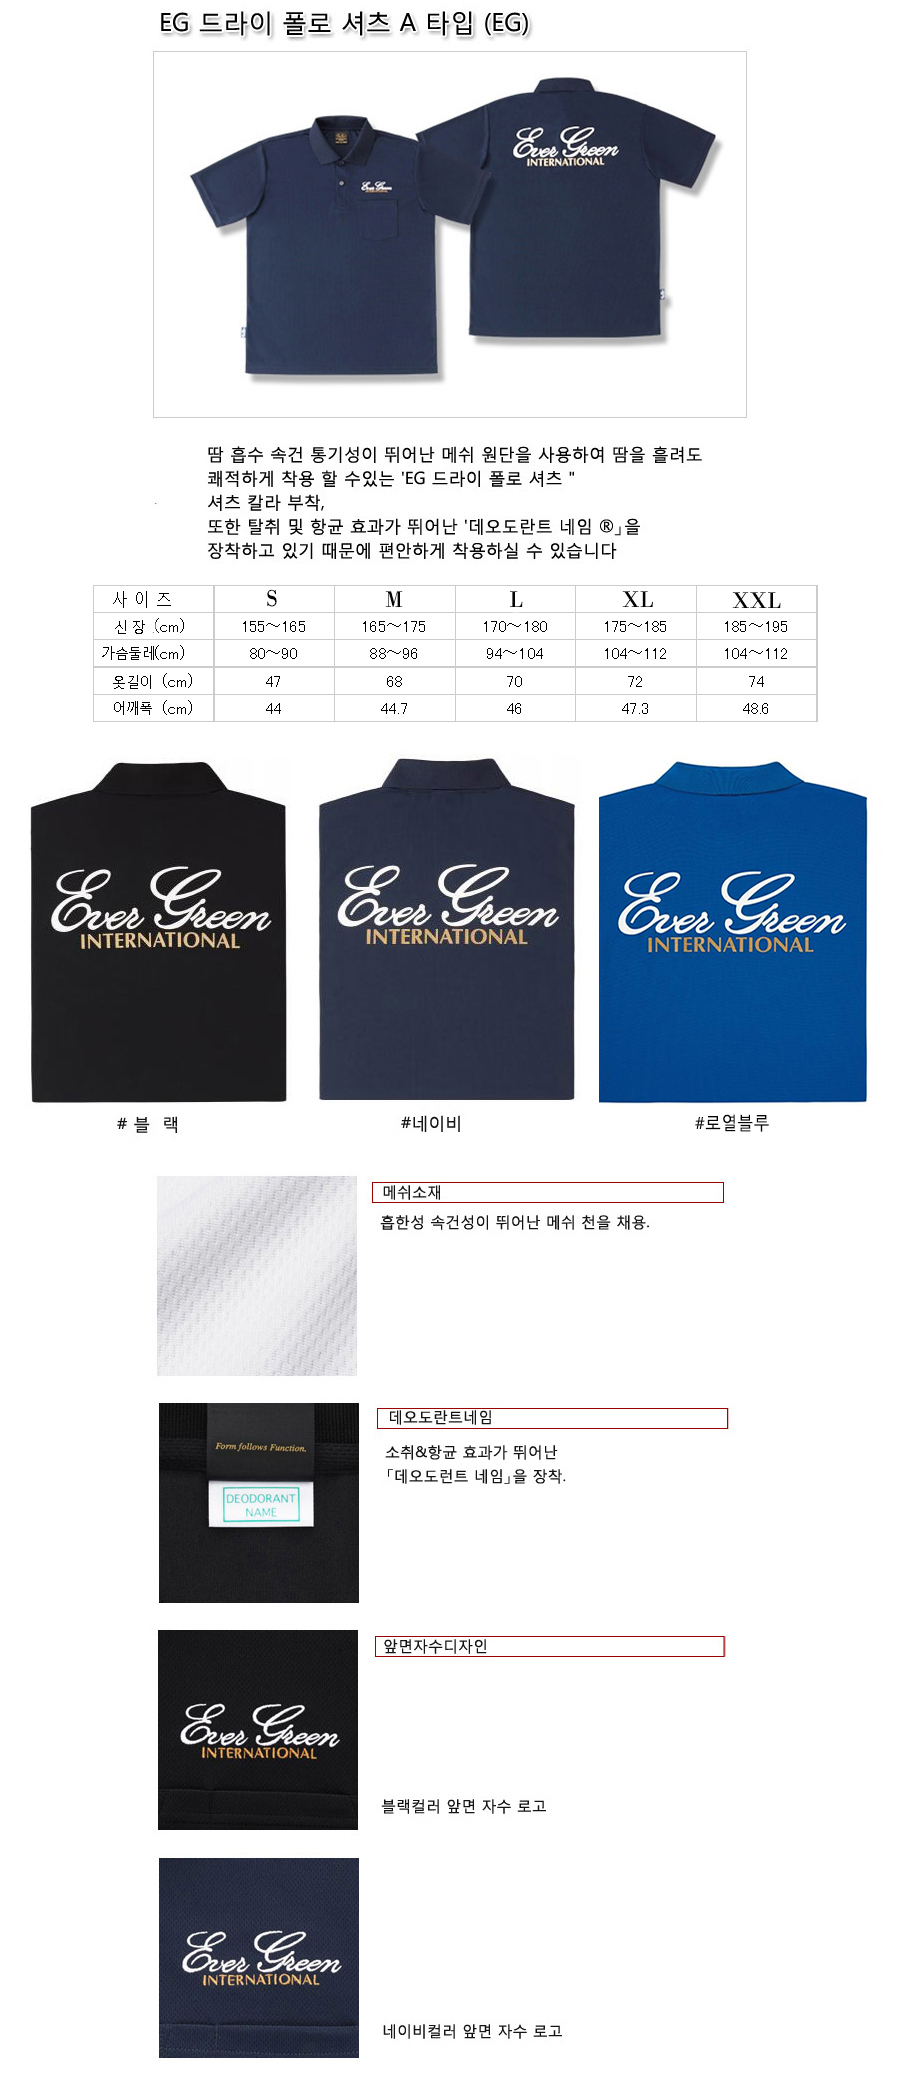 EG 드라이 폴로 셔츠 A 타입 (EG)
Ever Green
INTERNATIONAL
Ever Green
INTERNATIONAL
땀 흡수 속건 통기성이 뛰어난 메쉬 원단을 사용하여 땀을 흘려도
쾌적하게 착용 할 수있는 'EG 드라이 폴로 셔츠 "
셔츠 칼라 부착,
또한 탈취 및 항균 효과가 뛰어난 '데오도란트 네임 ®」을
장착하고 있기 때문에 편안하게 착용하실 수 있습니다
사 이 즈 S M L XL XXL
신 장 (cm) 155～165 165～175 170～180 175～185 185～195
가슴둘레(cm) 80～90 88～96 94～104 104～112 104～112
옷길이 (cm) 47 68 70 72 74
어깨폭 (cm) 44 44.7 46 47.3 48.6
Ever Green
INTERNATIONAL
Ever Green
INTERNATIONAL
Ever Green
INTERNATIONAL
# 블 랙
#네이비
#로열블루
메쉬소재
흡한성 속건성이 뛰어난 메쉬 천을 채용.
Form follows Function.
DEODORANT
NAME
데오도란트네임
소취&항균 효과가 뛰어난
「데오도런트 네임」을 장착.
앞면자수디자인
Ever Green
INTERNATIONAL
블랙컬러 앞면 자수 로고
Ever Green
INTERNATIONAL
네이비컬러 앞면 자수 로고